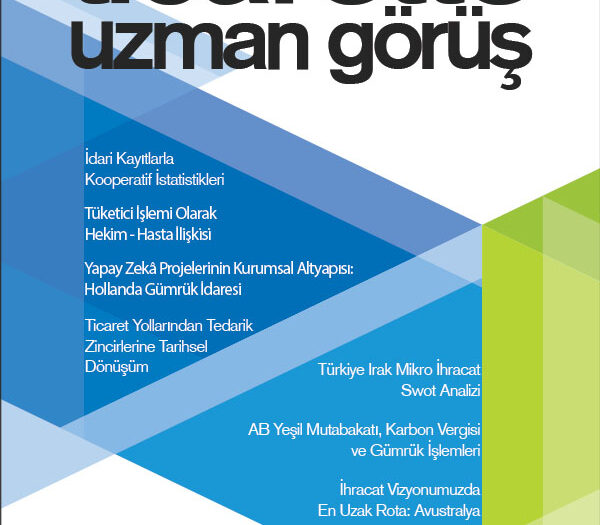 uzman görüş
İdari Kayıtlarla
Kooperatif İstatistikleri
Tüketici İşlemi Olarak
Hekim - Hasta İlişkisi
Yapay Zekâ Projelerinin Kurumsal Altyapısı:
Hollanda Gümrük İdaresi
Ticaret Yollarından Tedarik
Zincirlerine Tarihsel
Dönüşüm
Türkiye Irak Mikro İhracat
Swot Analizi
AB Yeşil Mutabakatı, Karbon Vergisi
ve Gümrük İşlemleri
İhracat Vizyonumuzda
En Uzak Rota: Avustralya